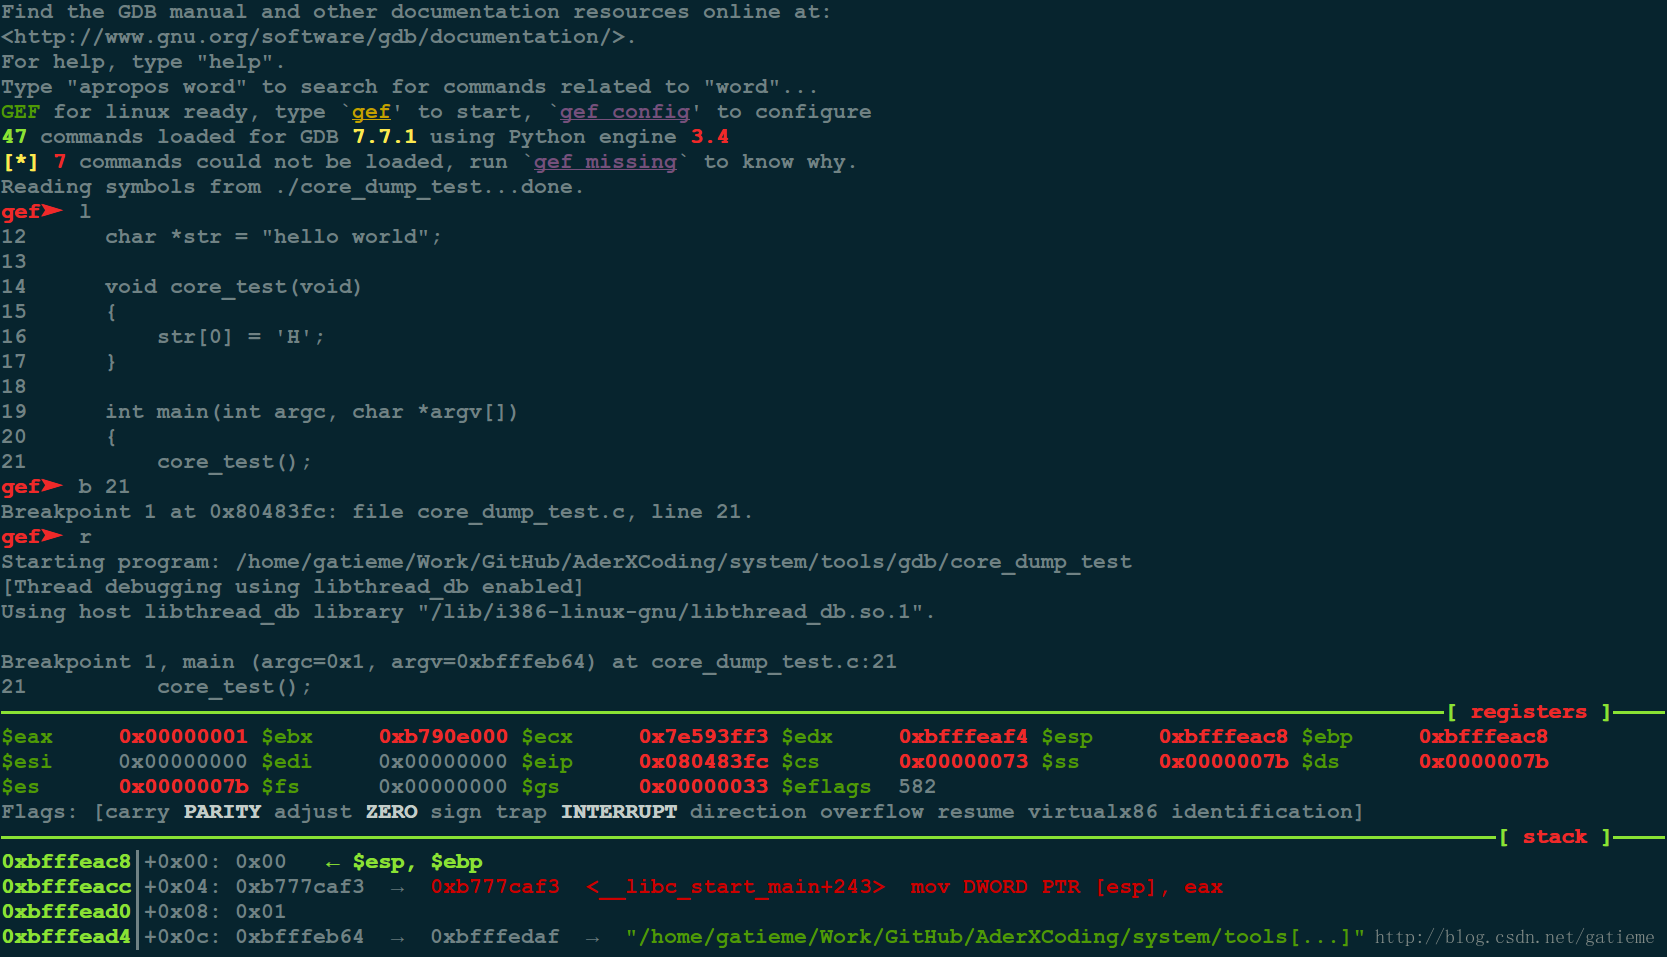 Find the GDB manual and other documentation resources online at:
<http://www.gnu.org/software/gdb/documentation/>.
For help, type "help".
Type "apropos word" to search for commands related to "word"...
GEF for linux ready, type `gef' to start, `gef config' to configure
47 commands loaded for GDB 7.7.1 using Python engine 3.4
[*] 7 commands could not be loaded, run `gef missing` to know why.
Reading symbols from ./core_dump_test...done.
gef➤ l
12      char *str = "hello world";
13
14      void core_test(void)
15      {
16          str[0] = 'H';
17      }
18
19      int main(int argc, char *argv[])
20      {
21          core_test();
gef➤ b 21
Breakpoint 1 at 0x80483fc: file core_dump_test.c, line 21.
gef➤ r
Starting program: /home/gatieme/Work/GitHub/AderXCoding/system/tools/gdb/core_dump_test
[Thread debugging using libthread_db enabled]
Using host libthread_db library "/lib/i386-linux-gnu/libthread_db.so.1".
Breakpoint 1, main (argc=0x1, argv=0xbfffeb64) at core_dump_test.c:21
21          core_test();
[ registers ]
$eax     0x00000001 $ebx     0xb790e000 $ecx     0x7e593ff3 $edx     0xbfffeaf4 $esp     0xbfffeac8 $ebp     0xbfffeac8
$esi     0x00000000 $edi     0x00000000 $eip     0x080483fc $cs      0x00000073 $ss      0x0000007b $ds      0x0000007b
$es      0x0000007b $fs      0x00000000 $gs      0x00000033 $eflags  582
Flags: [carry PARITY adjust ZERO sign trap INTERRUPT direction overflow resume virtualx86 identification]
[ stack ]
0xbfffeac8│+0x00: 0x00   ← $esp, $ebp
0xbfffeacc│+0x04: 0xb777caf3  →  0xb777caf3  <__libc_start_main+243>  mov DWORD PTR [esp], eax
0xbfffead0│+0x08: 0x01
0xbfffead4│+0x0c: 0xbfffeb64  →  0xbfffedaf  →  "/home/gatieme/Work/GitHub/AderXCoding/system/tools[...]" http://blog.csdn.net/gatieme